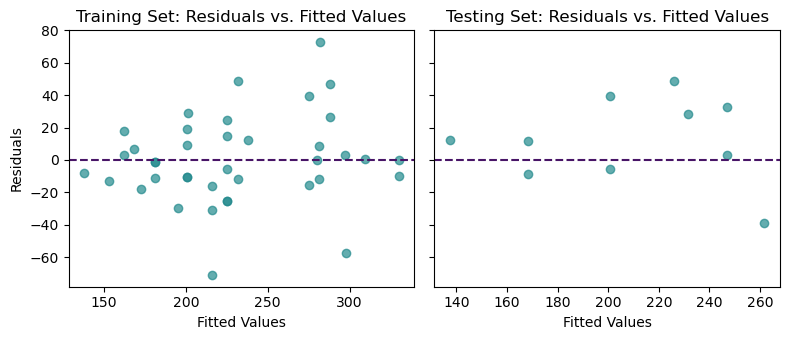 Training Set: Residuals vs. Fitted Values
Testing Set: Residuals vs. Fitted Values
80
60
40
20
0
−20
−40
−60
Residuals
150 200 250 300
140 160 180 200 220 240 260
Fitted Values
Fitted Values